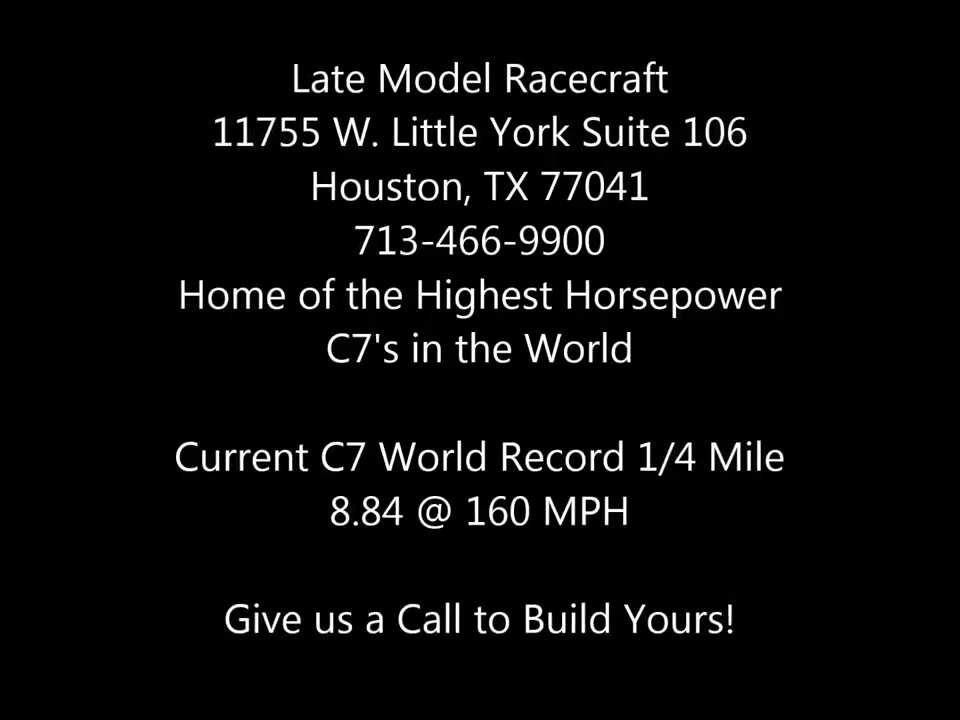 Late Model Racecraft
11755 W. Little York Suite 106
Houston, TX 77041
713-466-9900
Home of the Highest Horsepower
C7's in the World
Current C7 World Record 1/4 Mile
8.84 @ 160 MPH
Give us a Call to Build Yours!